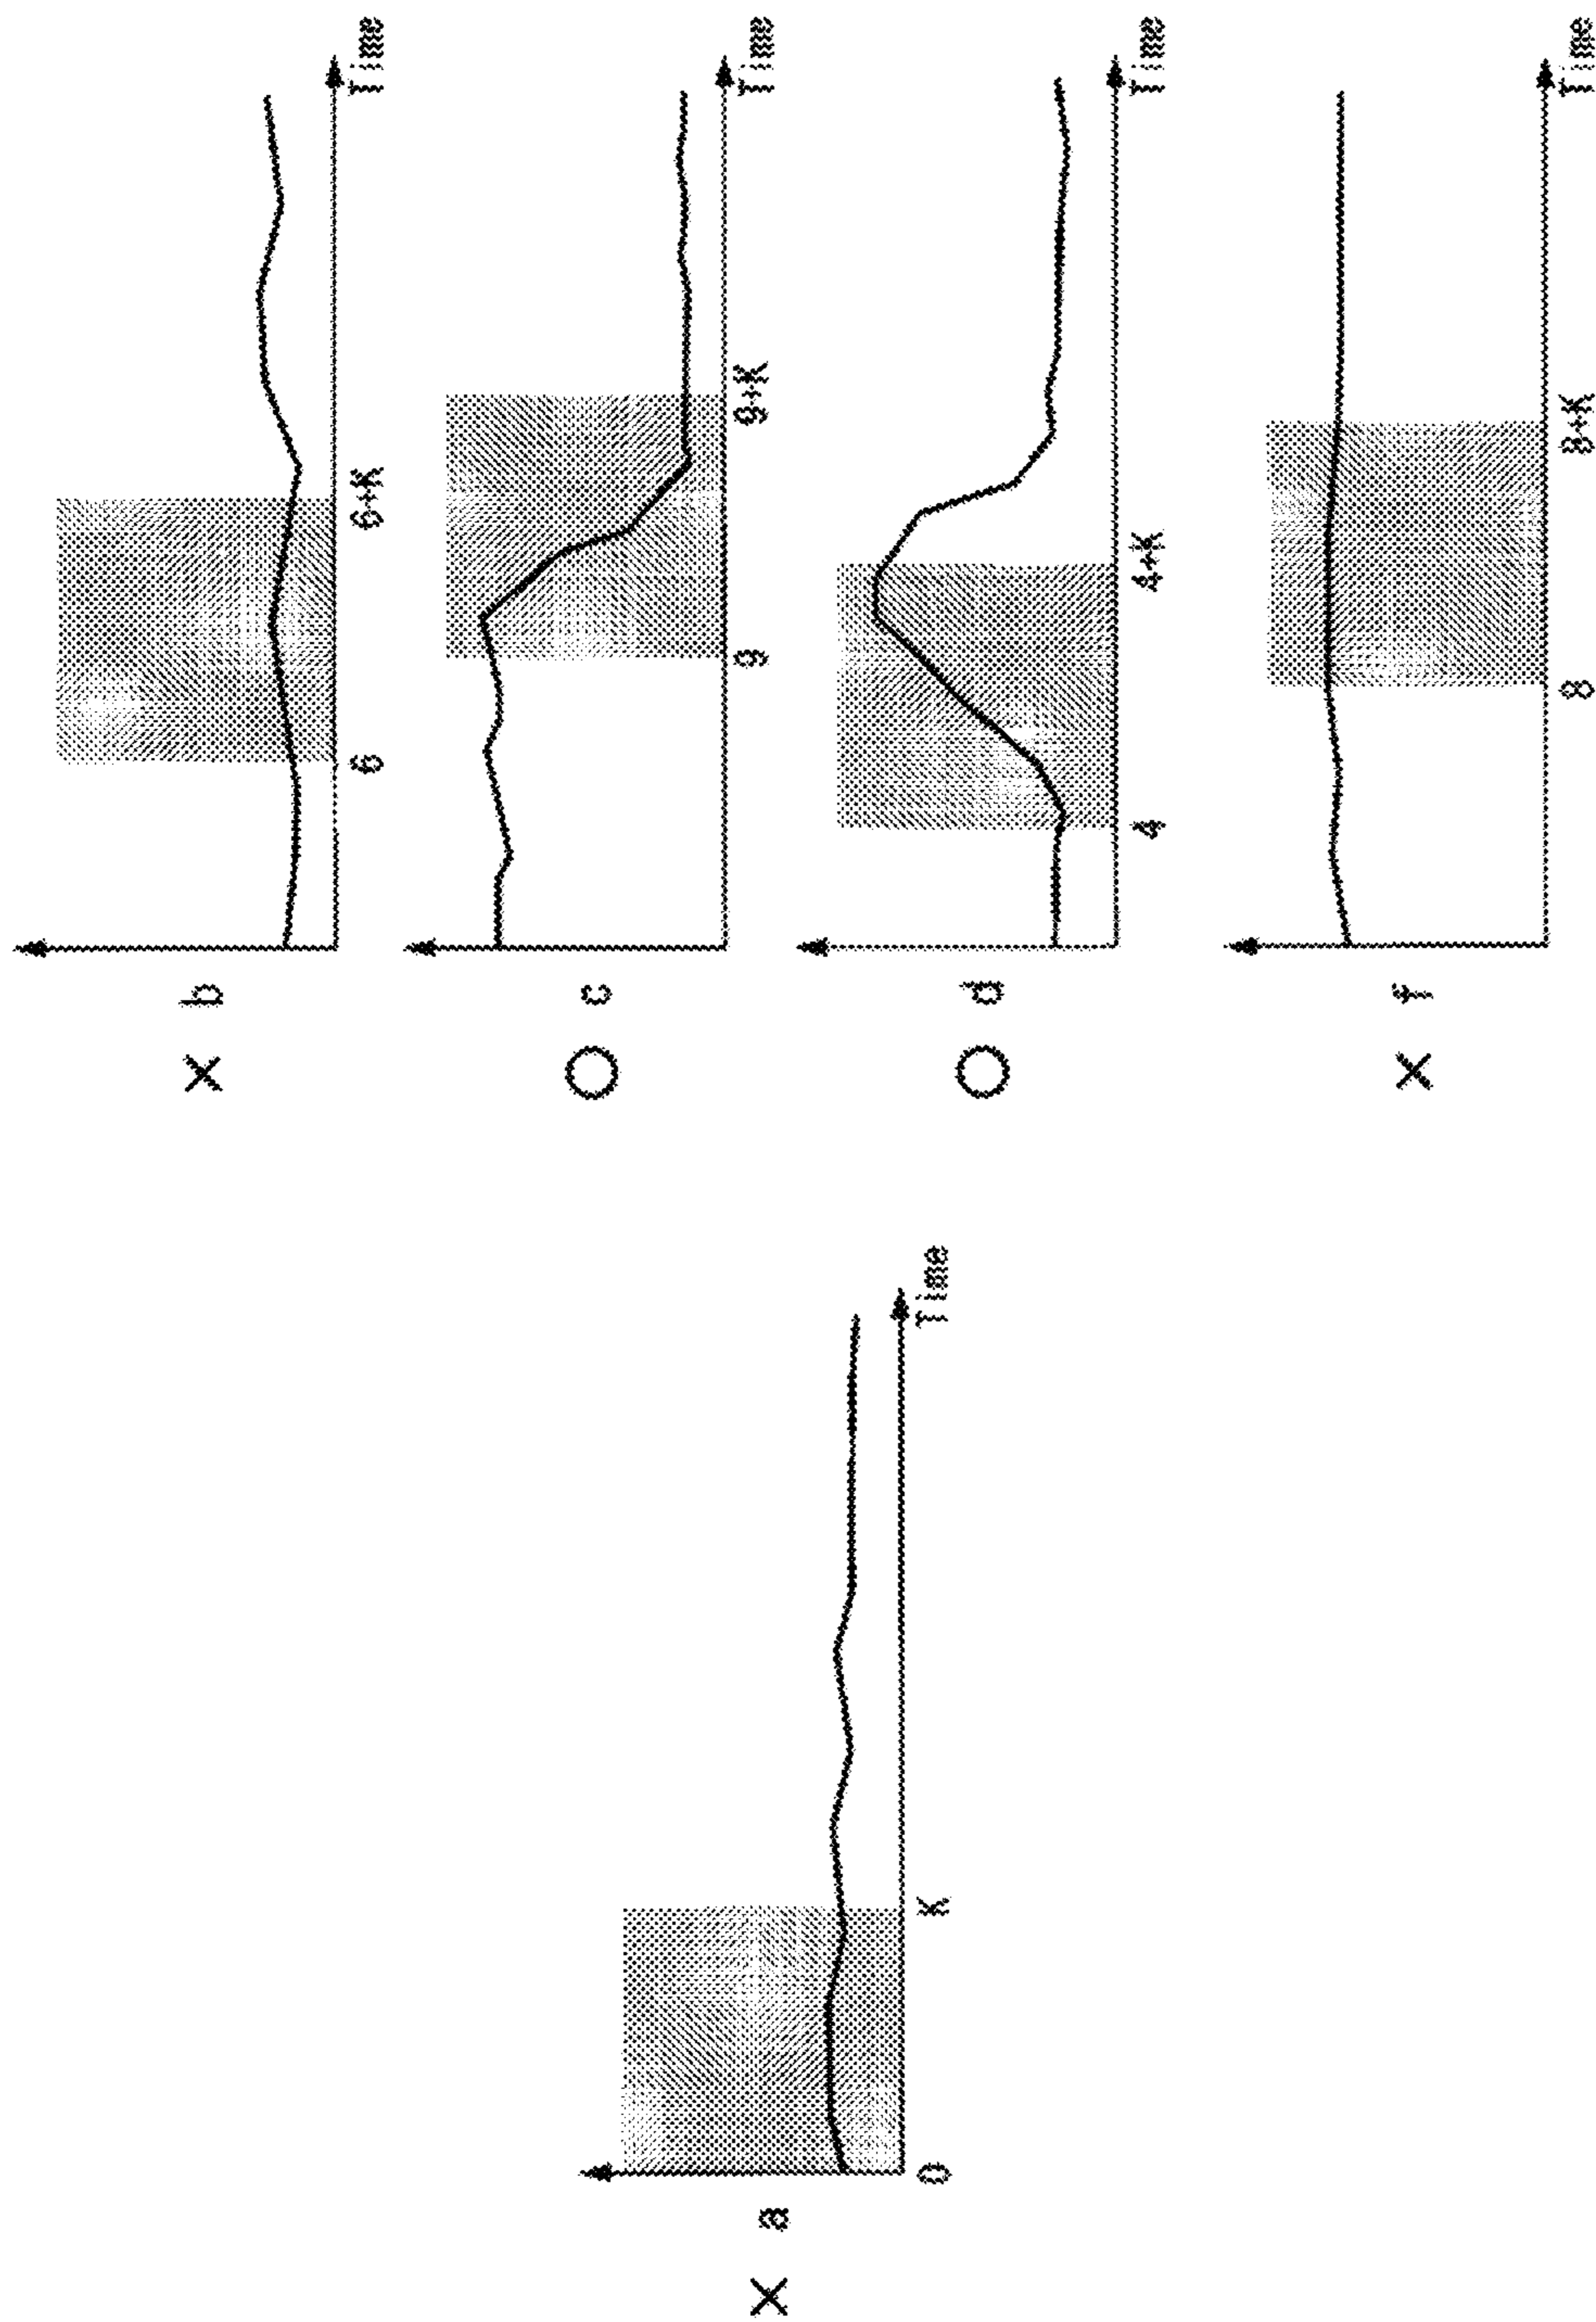 × a
0 K
Time
× b
6 6+K
Time
○ c
9 9+K
Time
○ d
4 4+K
Time
× f
8 8+K
Time